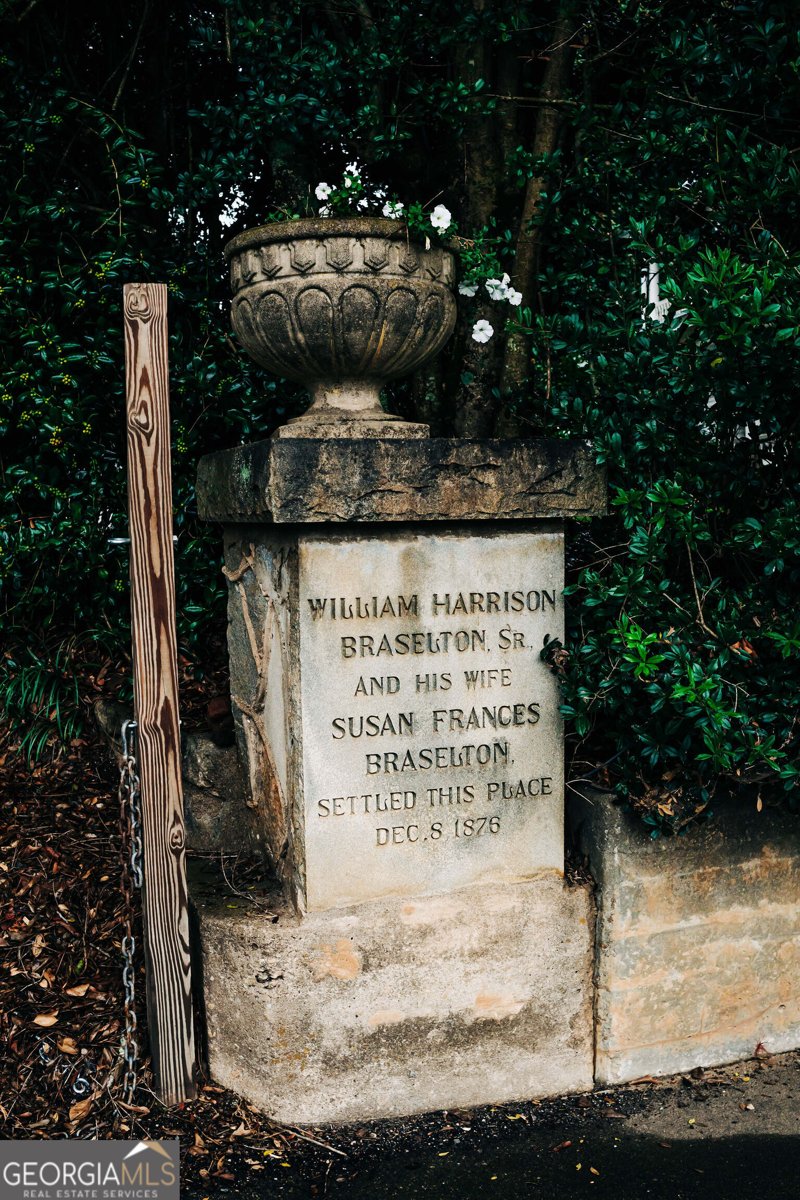 WILLIAM HARRISON
BRASELTON, SR.,
AND HIS WIFE
SUSAN FRANCES
BRASELTON,
SETTLED THIS PLACE
DEC. 8 1876
GEORGIAMLS
REAL ESTATE SERVICES